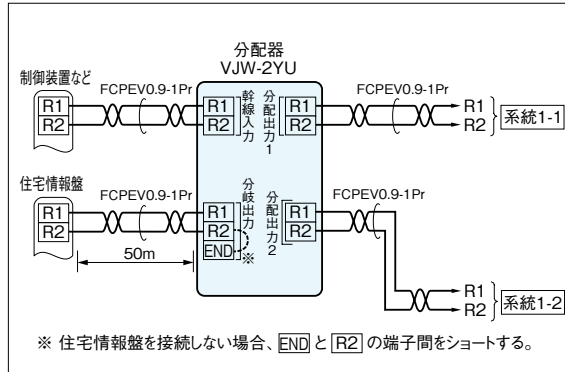 分配器
VJW-2YU
制御装置など
FCPEV0.9-1Pr
FCPEV0.9-1Pr
R1
R2
R1
R2
幹線入力
分配出力1
R1
R2
R1
R2
系統1-1
住宅情報盤
FCPEV0.9-1Pr
FCPEV0.9-1Pr
R1
R2
R1
R2
END
分岐出力
※
分配出力2
R1
R2
50m
R1
R2
系統1-2
※ 住宅情報盤を接続しない場合、ENDとR2の端子間をショートする。